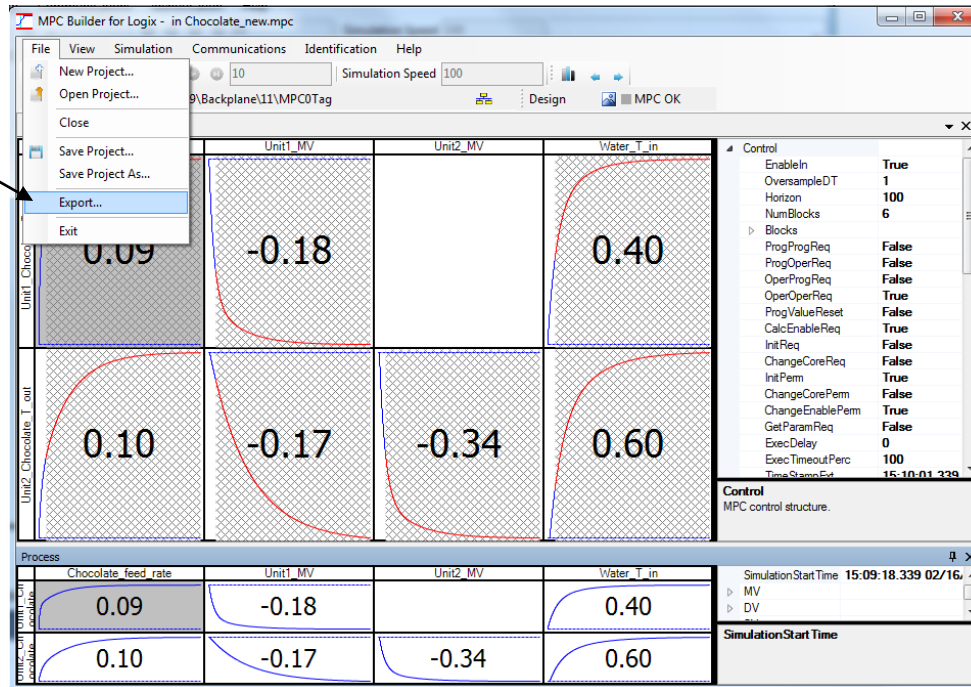 MPC Builder for Logix - in Chocolate_new.mpc
File View Simulation Communications Identification Help
New Project...
Open Project...
Close
Save Project...
Save Project As...
Export...
Exit
10 Simulation Speed 100
9\Backplane\11\MPC0Tag Design MPC OK
Unit1_MV Unit2_MV Water_T_in
Unit1_Choco
0.09 -0.18 0.40
Unit2_Chocolate_T_out
0.10 -0.17 -0.34 0.60
Control
EnableIn True
OversampleDT 1
Horizon 100
NumBlocks 6
Blocks
ProgProgReq False
ProgOperReq False
OperProgReq False
OperOperReq True
ProgValueReset False
CalcEnableReq True
InitReq False
ChangeCoreReq False
InitPerm True
ChangeCorePerm False
ChangeEnablePerm True
GetParamReq False
ExecDelay 0
ExecTimeoutPerc 100
TimeStampExt 15:10:01.339
Control
MPC control structure.
Process
Chocolate_feed_rate Unit1_MV Unit2_MV Water_T_in
0.09 -0.18 0.40
0.10 -0.17 -0.34 0.60
SimulationStartTime 15:09:18.339 02/16/
MV
DV
SimulationStartTime